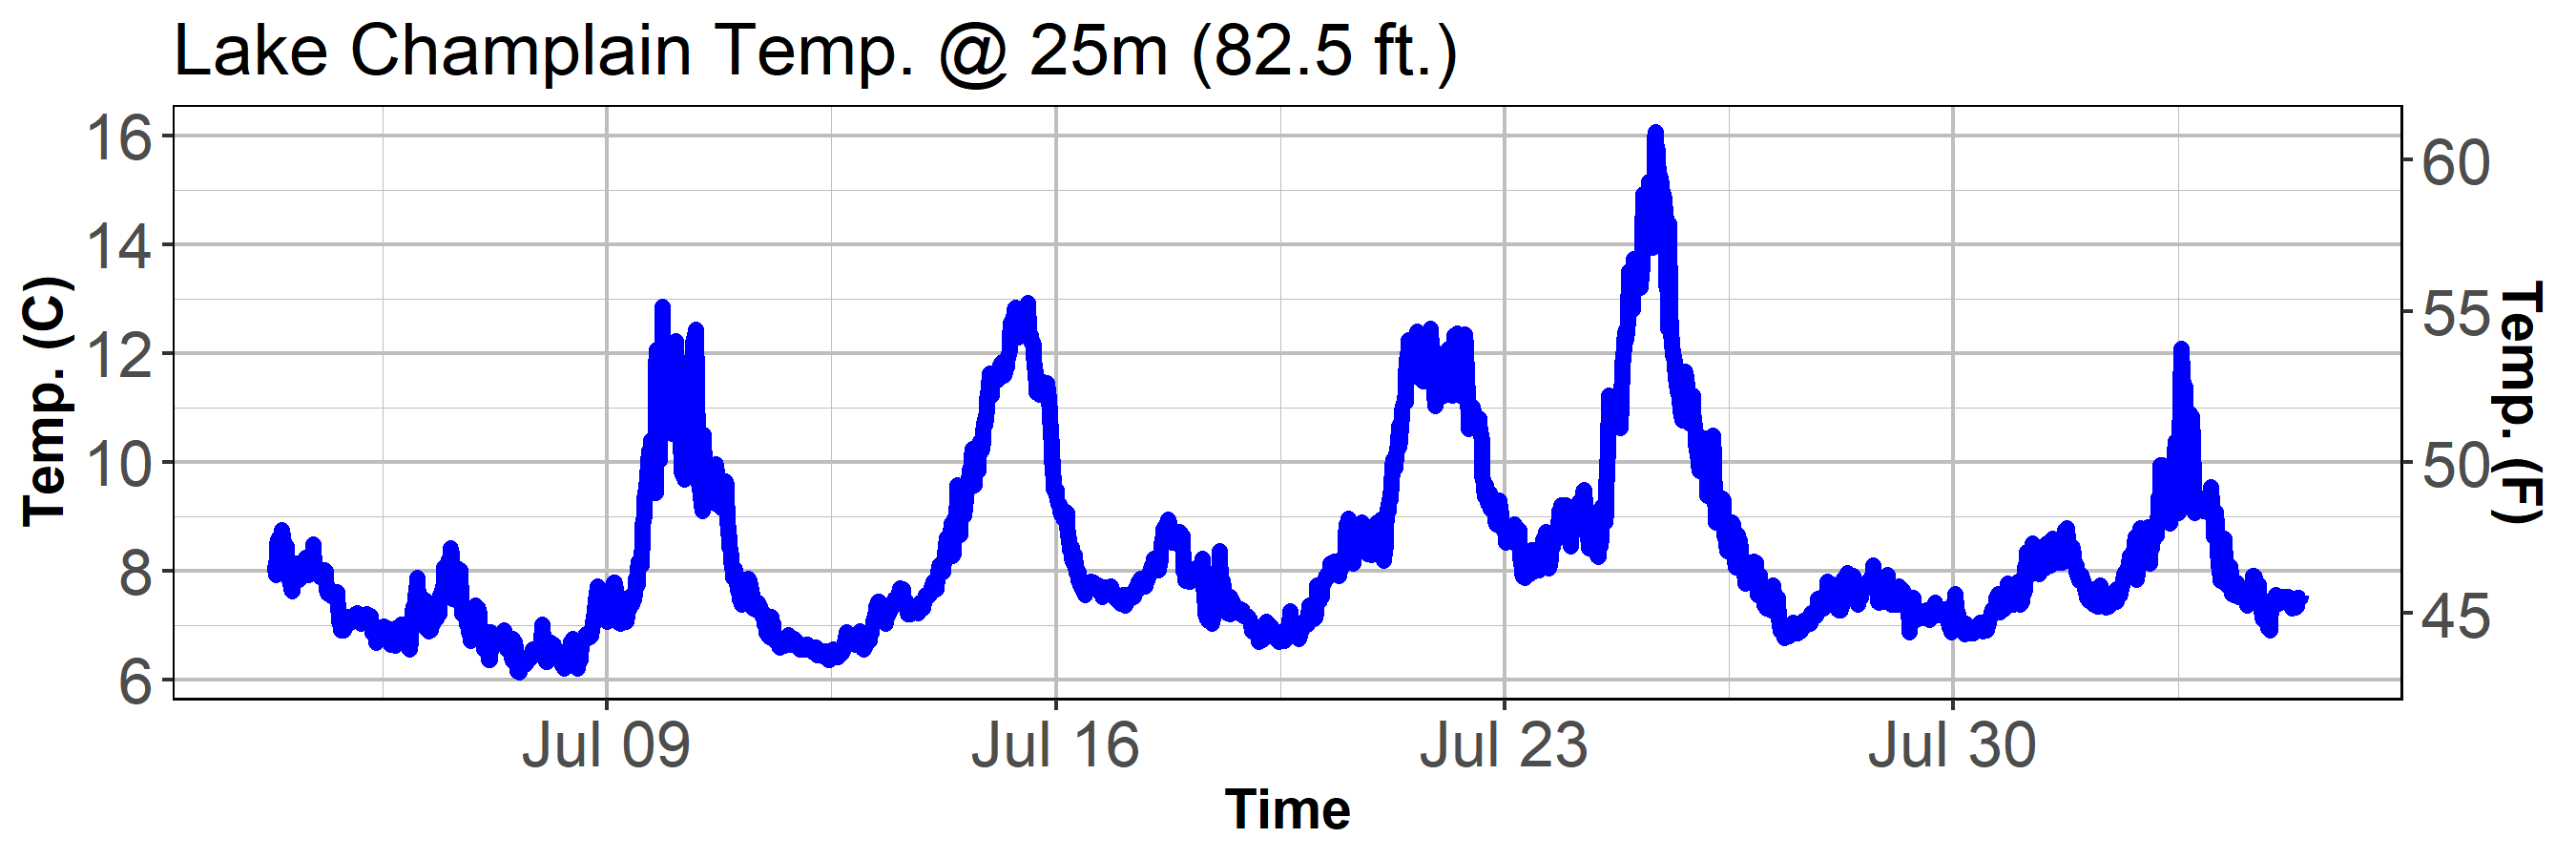 Lake Champlain Temp. @ 25m (82.5 ft.)
Temp. (C)
16
14
12
10
8
6
60
55
50
45
Temp. (F)
Jul 09 Jul 16 Jul 23 Jul 30
Time